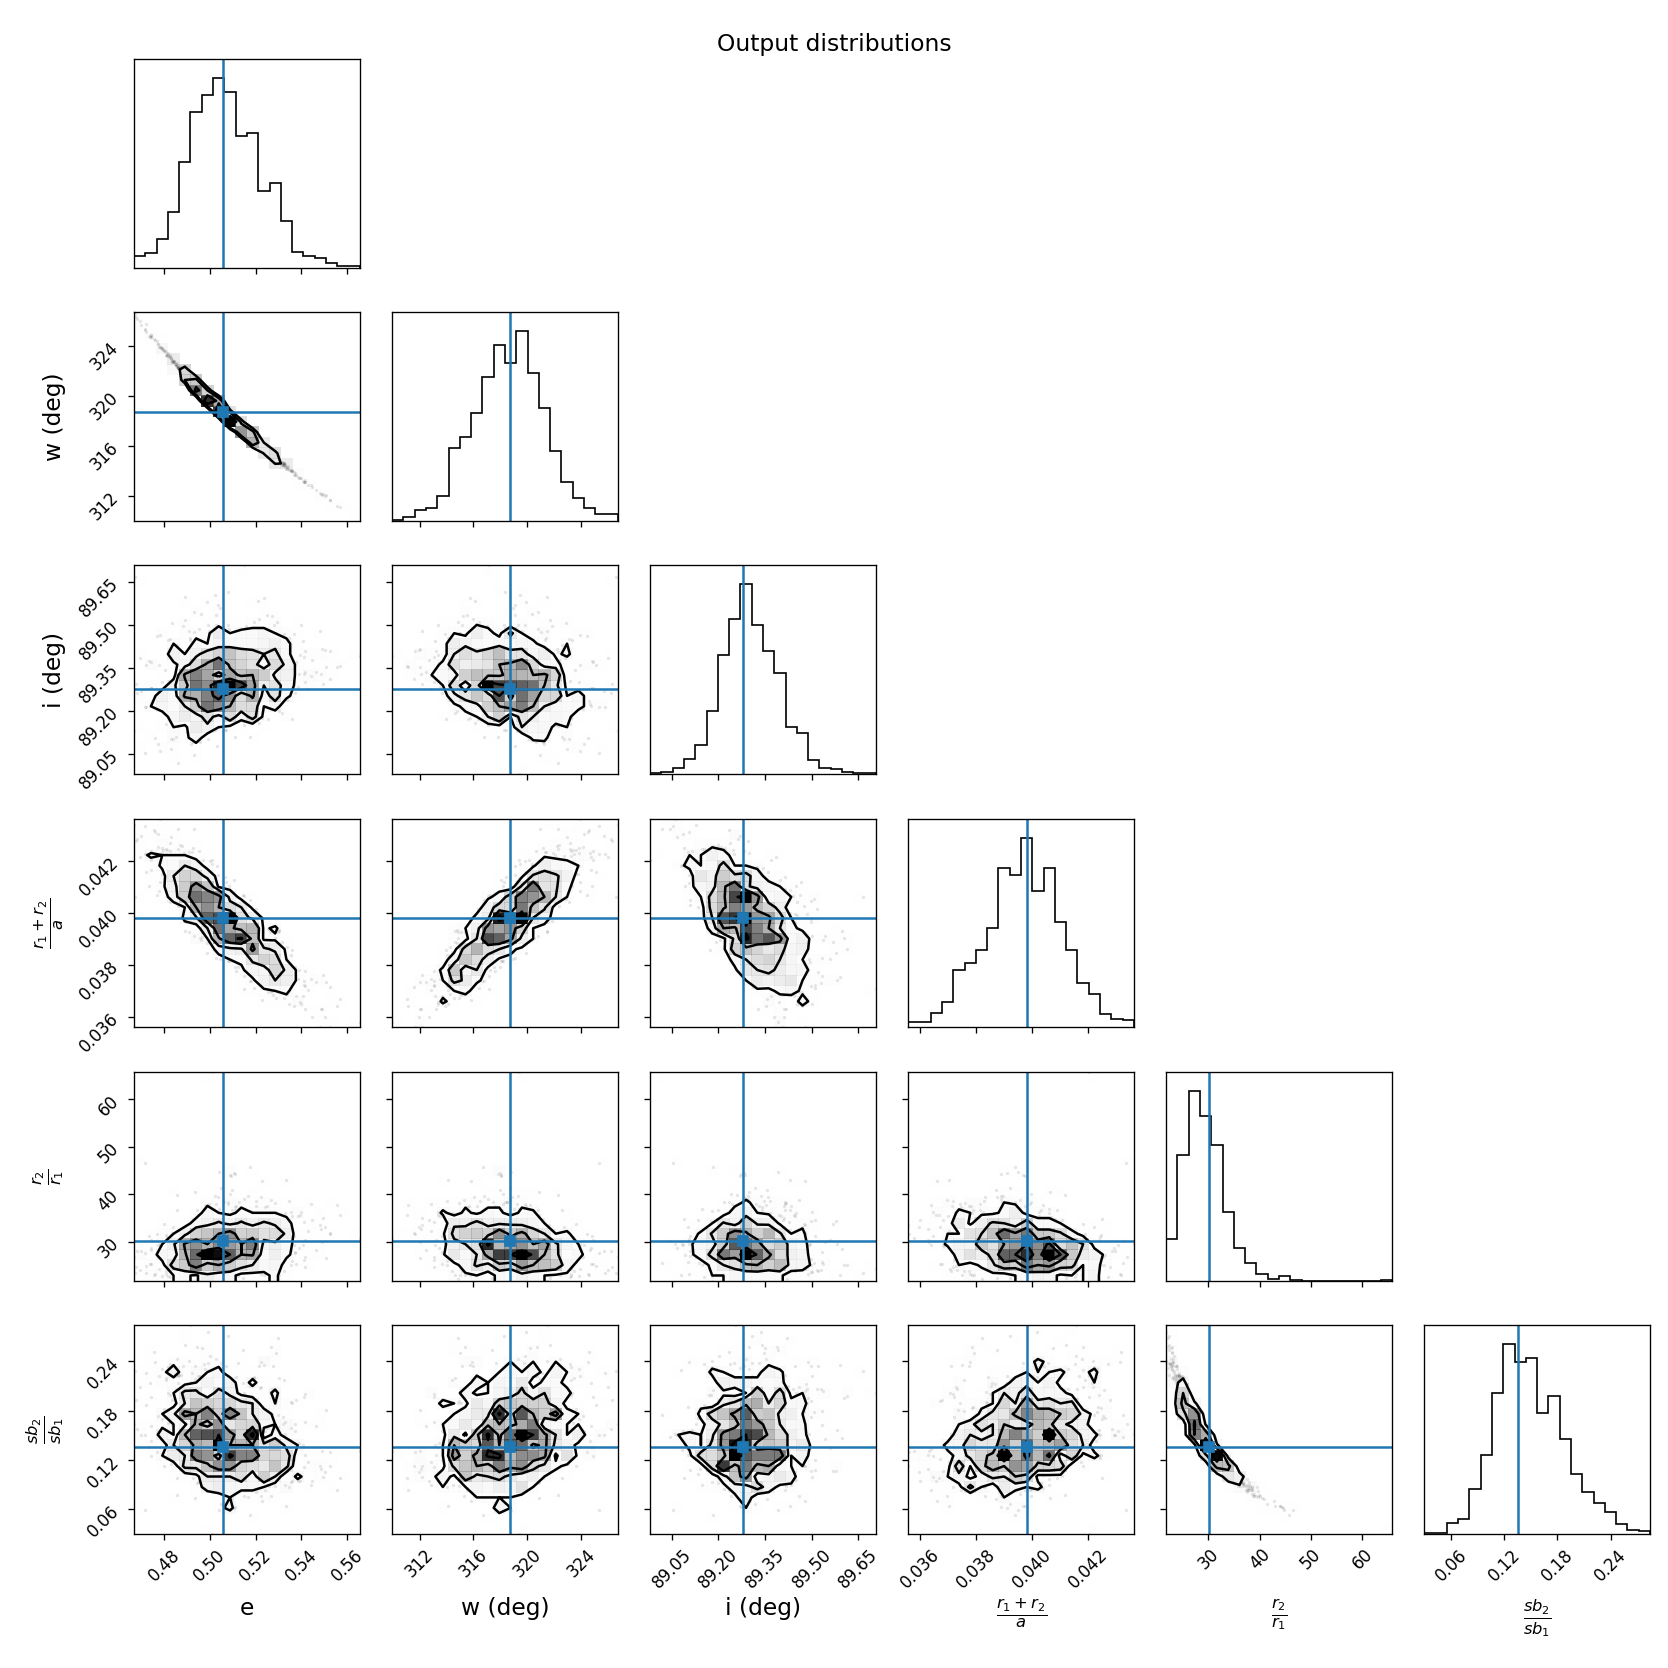 Output distributions
w (deg)
324
320
316
312
i (deg)
89.65
89.50
89.35
89.20
89.05
r₁ + r₂
a
0.042
0.040
0.038
0.036
r₂
r₁
60
50
40
30
sb₂
sb₁
0.24
0.18
0.12
0.06
0.48 0.50 0.52 0.54 0.56 312 316 320 324 89.05 89.20 89.35 89.50 89.65 0.036 0.038 0.040 0.042 30 40 50 60 0.06 0.12 0.18 0.24
e w (deg) i (deg)
r₁ + r₂ r₂ sb₂
a r₁ sb₁